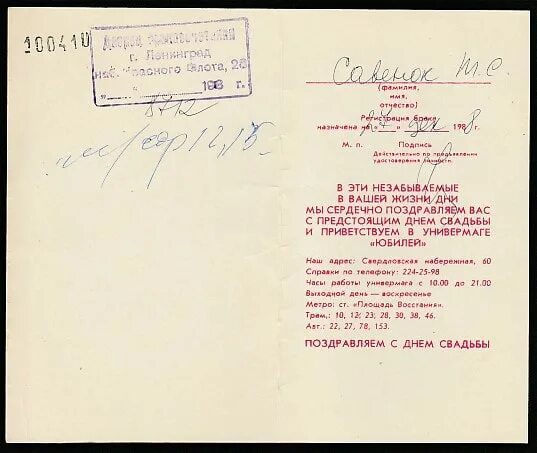 100410
Дворец бракосочетания
г. Ленинград
наб. Красного Флота, 28
" " 198 г.
8712
Савенок Т. С.
(фамилия,
имя,
отчество)
Регистрация брака
назначена на « 24 » дек 1988 г.
М. п. Подпись
Действительно по предъявлении
удостоверения личности.
В ЭТИ НЕЗАБЫВАЕМЫЕ
В ВАШЕЙ ЖИЗНИ ДНИ
МЫ СЕРДЕЧНО ПОЗДРАВЛЯЕМ ВАС
С ПРЕДСТОЯЩИМ ДНЕМ СВАДЬБЫ
И ПРИВЕТСТВУЕМ В УНИВЕРМАГЕ
«ЮБИЛЕЙ»
Наш адрес: Свердловская набережная, 60
Справки по телефону: 224-25-98
Часы работы универмага с 10.00 до 21.00
Выходной день — воскресенье
Метро: ст. «Площадь Восстания».
Трам.: 10, 12, 23, 28, 30, 38, 46.
Авт.: 22, 27, 78, 153.
ПОЗДРАВЛЯЕМ С ДНЕМ СВАДЬБЫ